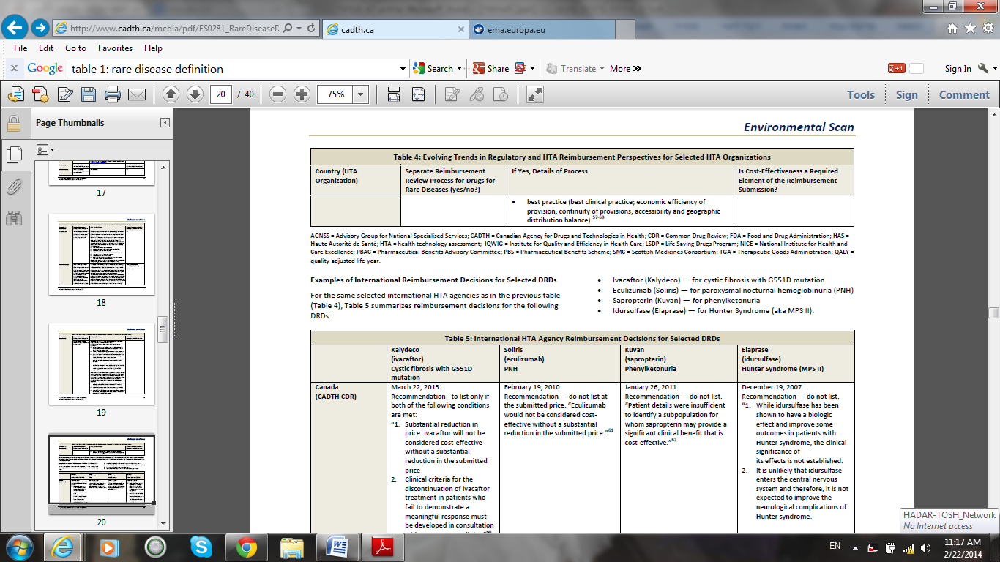 http://www.cadth.ca/media/pdf/ES0281_RareDiseaseD
cadth.ca
ema.europa.eu
File Edit Go to Favorites Help
x Google table 1: rare disease definition Search Share Translate More »
+1 Sign In
20 / 40 75% Tools Sign Comment
Page Thumbnails
17
18
19
20
Environmental Scan
Table 4: Evolving Trends in Regulatory and HTA Reimbursement Perspectives for Selected HTA Organizations
Country (HTA
Organization)
Separate Reimbursement
Review Process for Drugs for
Rare Diseases (yes/no?)
If Yes, Details of Process
Is Cost-Effectiveness a Required
Element of the Reimbursement
Submission?
• best practice (best clinical practice; economic efficiency of
provision; continuity of provisions; accessibility and geographic
distribution balance).57-59
AGNSS = Advisory Group for National Specialised Services; CADTH = Canadian Agency for Drugs and Technologies in Health; CDR = Common Drug Review; FDA = Food and Drug Administration; HAS =
Haute Autorité de Santé; HTA = health technology assessment; IQWIG = Institute for Quality and Efficiency in Health Care; LSDP = Life Saving Drugs Program; NICE = National Institute for Health and
Care Excellence; PBAC = Pharmaceutical Benefits Advisory Committee; PBS = Pharmaceutical Benefits Scheme; SMC = Scottish Medicines Consortium; TGA = Therapeutic Goods Administration; QALY =
quality-adjusted life-year.
Examples of International Reimbursement Decisions for Selected DRDs
For the same selected international HTA agencies as in the previous table
(Table 4), Table 5 summarizes reimbursement decisions for the following
DRDs:
• Ivacaftor (Kalydeco) — for cystic fibrosis with G551D mutation
• Eculizumab (Soliris) — for paroxysmal nocturnal hemoglobinuria (PNH)
• Sapropterin (Kuvan) — for phenylketonuria
• Idursulfase (Elaprase) — for Hunter Syndrome (aka MPS II).
Table 5: International HTA Agency Reimbursement Decisions for Selected DRDs
Kalydeco
(ivacaftor)
Cystic fibrosis with G551D
mutation
Soliris
(eculizumab)
PNH
Kuvan
(sapropterin)
Phenylketonuria
Elaprase
(idursulfase)
Hunter Syndrome (MPS II)
Canada
(CADTH CDR)
March 22, 2013:
Recommendation - to list only if
both of the following conditions
are met:
"1. Substantial reduction in
price: ivacaftor will not be
considered cost-effective
without a substantial
reduction in the submitted
price
2. Clinical criteria for the
discontinuation of ivacaftor
treatment in patients who
fail to demonstrate a
meaningful response must
be developed in consultation
February 19, 2010:
Recommendation — do not list at
the submitted price. "Eculizumab
would not be considered cost-
effective without a substantial
reduction in the submitted price."61
January 26, 2011:
Recommendation — do not list.
"Patient details were insufficient
to identify a subpopulation for
whom sapropterin may provide a
significant clinical benefit that is
cost-effective."62
December 19, 2007:
Recommendation — do not list.
"1. While idursulfase has been
shown to have a biologic
effect and improve some
outcomes in patients with
Hunter syndrome, the clinical
significance of
its effects is not established.
2. It is unlikely that idursulfase
enters the central nervous
system and therefore, it is not
expected to improve the
neurological complications of
Hunter syndrome.
HADAR-TOSH_Network
No Internet access
EN
11:17 AM
2/22/2014